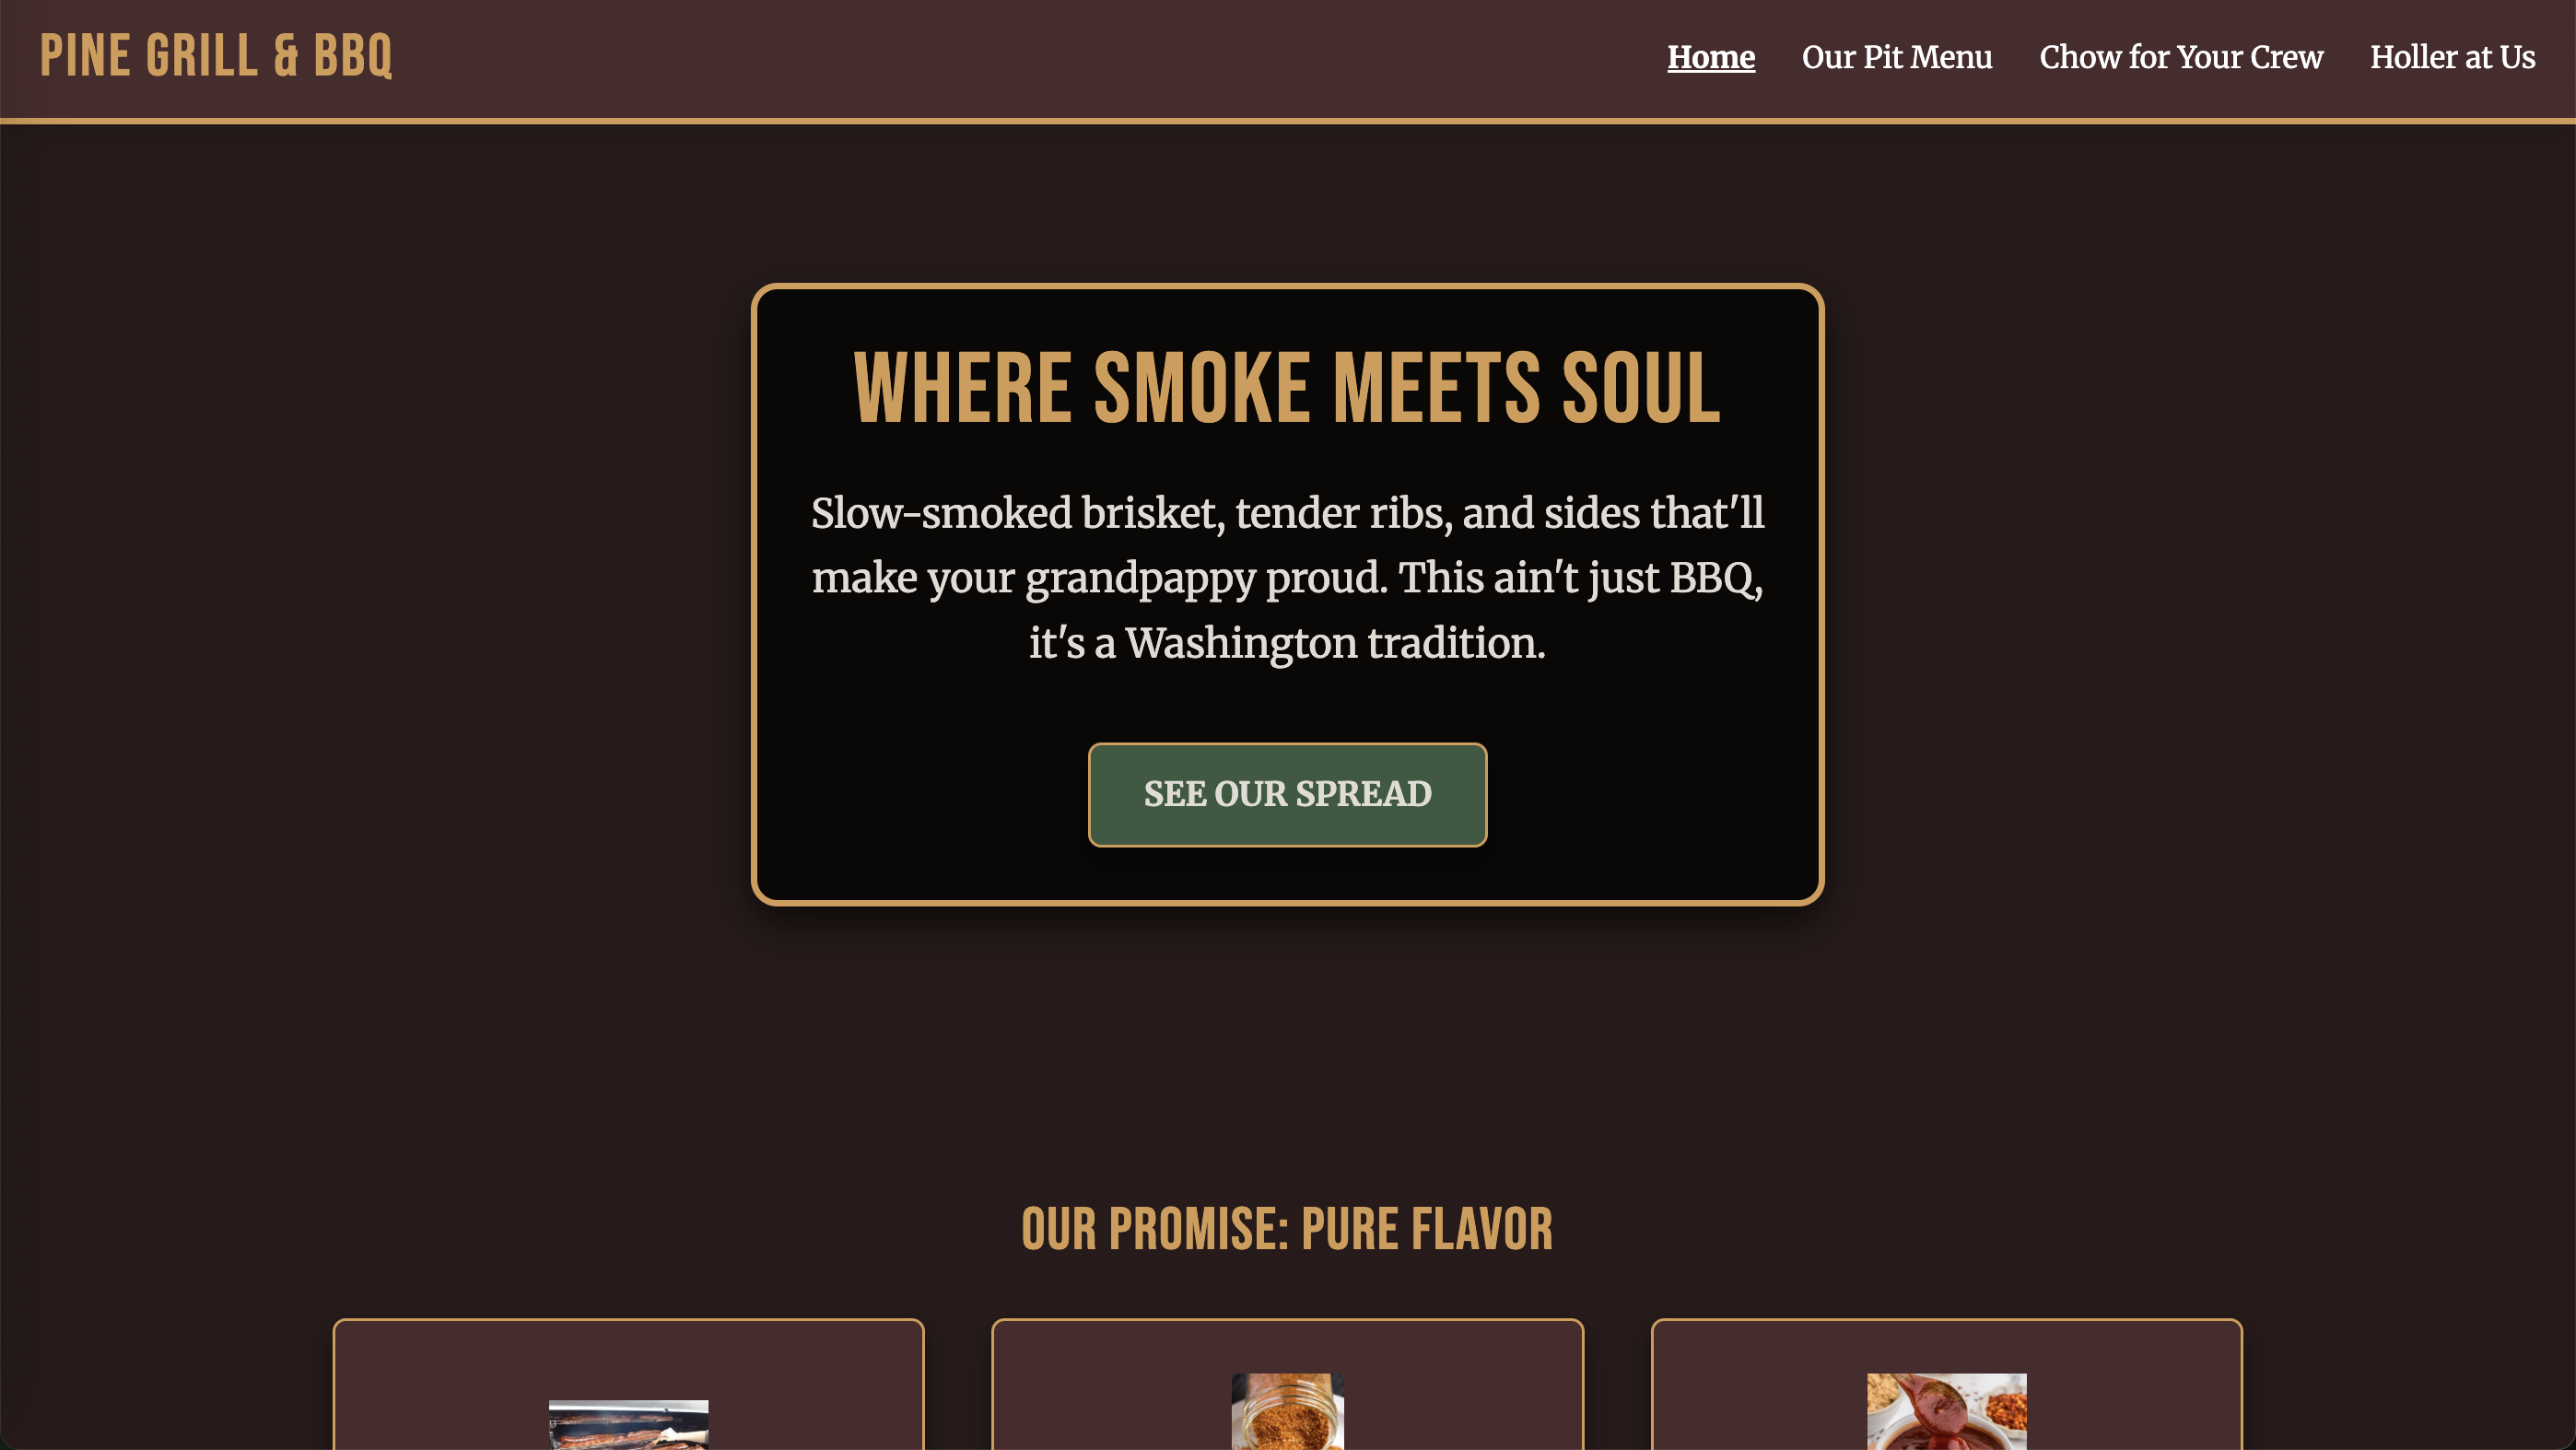 PINE GRILL & BBQ
Home
Our Pit Menu
Chow for Your Crew
Holler at Us
WHERE SMOKE MEETS SOUL
Slow-smoked brisket, tender ribs, and sides that'll
make your grandpappy proud. This ain't just BBQ,
it's a Washington tradition.
SEE OUR SPREAD
OUR PROMISE: PURE FLAVOR